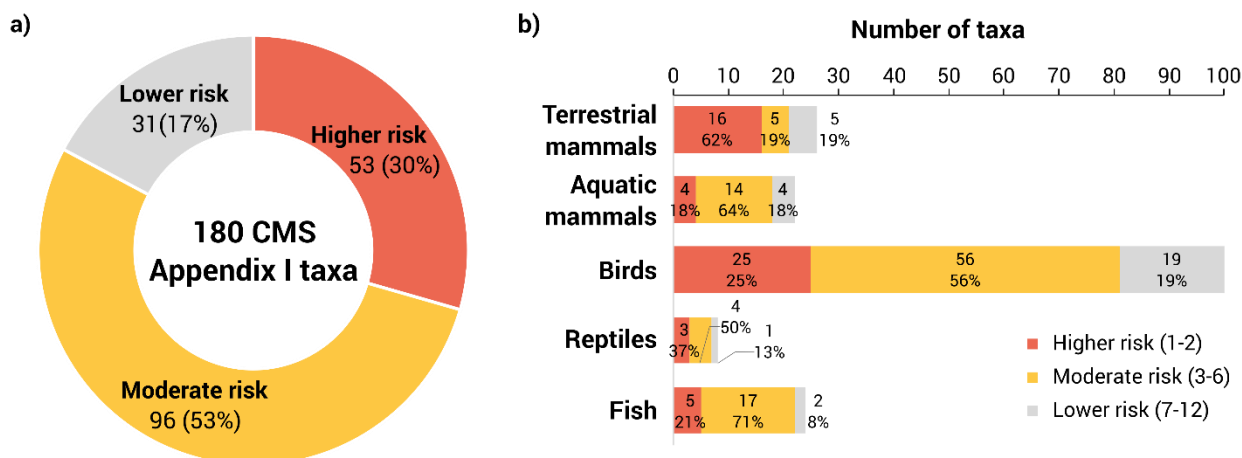 a)
Lower risk
31(17%)
Higher risk
53 (30%)
180 CMS
Appendix I taxa
Moderate risk
96 (53%)
b)
Number of taxa
0 10 20 30 40 50 60 70 80 90 100
Terrestrial
mammals
16 5 5
62% 19% 19%
Aquatic
mammals
4 14 4
18% 64% 18%
Birds
25 56 19
25% 56% 19%
Reptiles
3 4 1
37% 50% 13%
Fish
5 17 2
21% 71% 8%
Higher risk (1-2)
Moderate risk (3-6)
Lower risk (7-12)